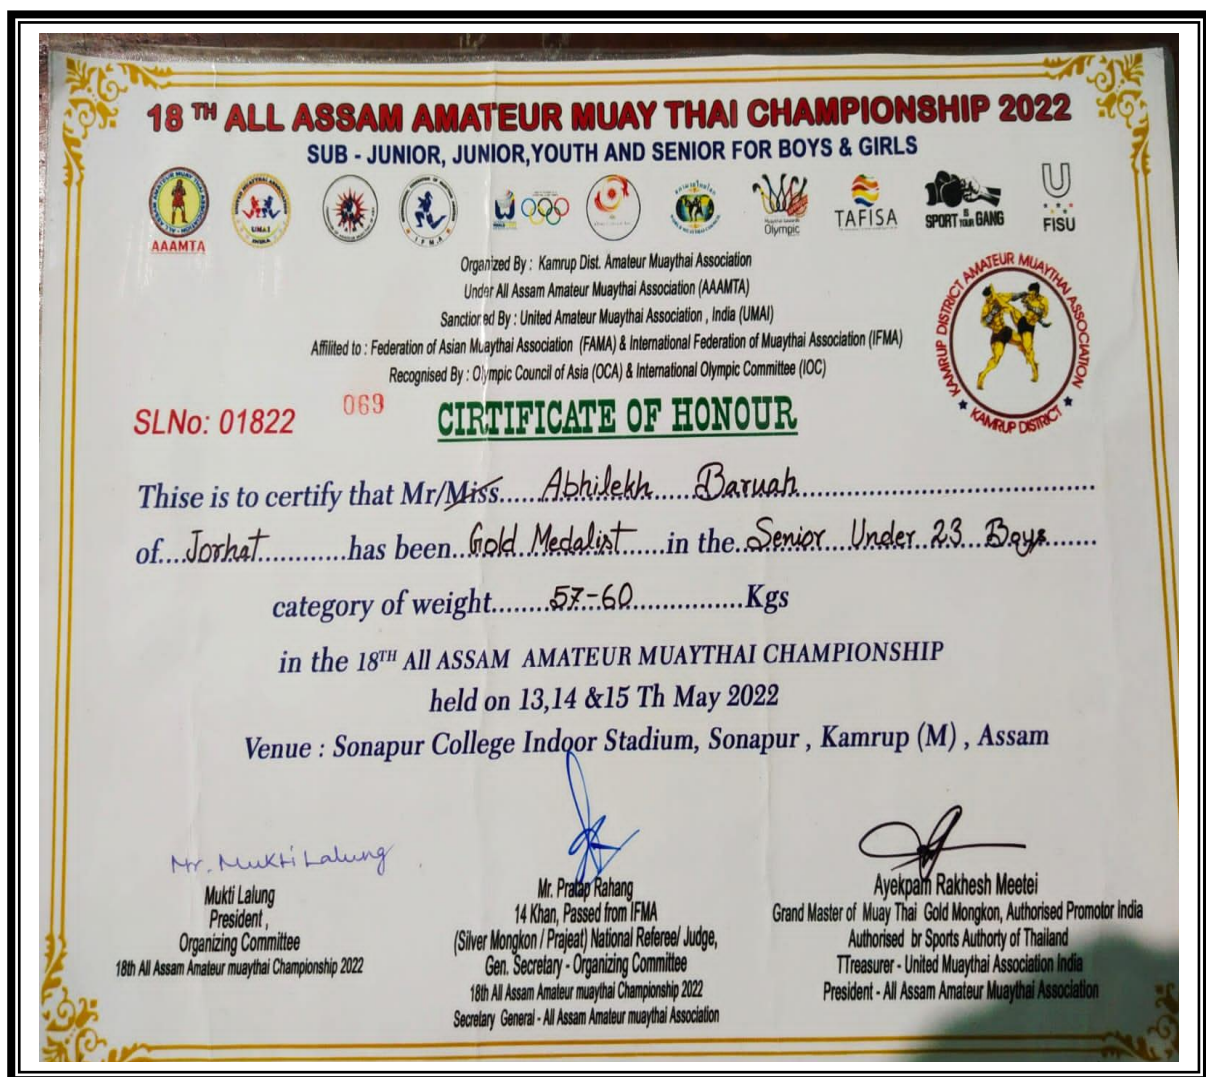 18 TH ALL ASSAM AMATEUR MUAY THAI CHAMPIONSHIP 2022
SUB - JUNIOR, JUNIOR,YOUTH AND SENIOR FOR BOYS & GIRLS
AAAMTA
UMAI
INDIA
IFMA
Olympic
TAFISA
SPORT IS YOUR GANG
FISU
Organized By : Kamrup Dist. Amateur Muaythai Association
Under All Assam Amateur Muaythai Association (AAAMTA)
Sanctioned By : United Amateur Muaythai Association , India (UMAI)
Affilited to : Federation of Asian Muaythai Association (FAMA) & International Federation of Muaythai Association (IFMA)
Recognised By : Olympic Council of Asia (OCA) & International Olympic Committee (IOC)
KAMRUP DISTRICT AMATEUR MUAYTHAI ASSOCIATION
KAMRUP DISTRICT
SLNo: 01822 069
CIRTIFICATE OF HONOUR
Thise is to certify that Mr/Miss.....Abhilekh.....Baruah.....
of....Jorhat............has been..Gold Medalist.....in the..Senior Under 23 Boys.....
category of weight........57-60...............Kgs
in the 18TH All ASSAM AMATEUR MUAYTHAI CHAMPIONSHIP
held on 13,14 &15 Th May 2022
Venue : Sonapur College Indoor Stadium, Sonapur , Kamrup (M) , Assam
Mr. Mukti Lalung
Mukti Lalung
President ,
Organizing Committee
18th All Assam Amateur muaythai Championship 2022
Mr. Pratap Rahang
14 Khan, Passed from IFMA
(Silver Mongkon / Prajeat) National Referee/ Judge,
Gen. Secretary - Organizing Committee
18th All Assam Amateur muaythai Championship 2022
Secretary General - All Assam Amateur muaythai Association
Ayekpam Rakhesh Meetei
Grand Master of Muay Thai Gold Mongkon, Authorised Promotor India
Authorised br Sports Authorty of Thailand
TTreasurer - United Muaythai Association India
President - All Assam Amateur Muaythai Association